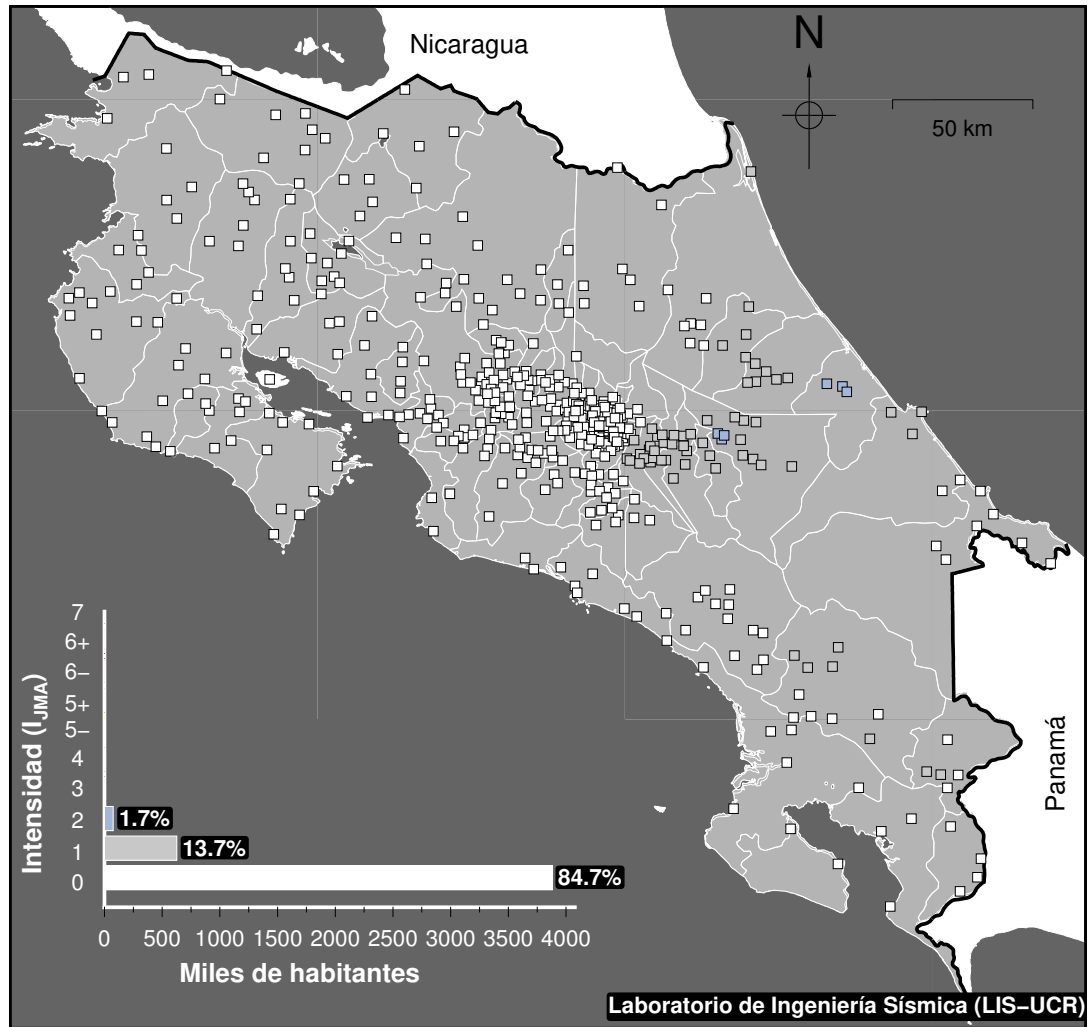 Nicaragua
N
50 km
Panamá
Intensidad (I_JMA)
7
6+
6−
5+
5−
4
3
2
1
0
1.7%
13.7%
84.7%
0 500 1000 1500 2000 2500 3000 3500 4000
Miles de habitantes
Laboratorio de Ingeniería Sísmica (LIS−UCR)